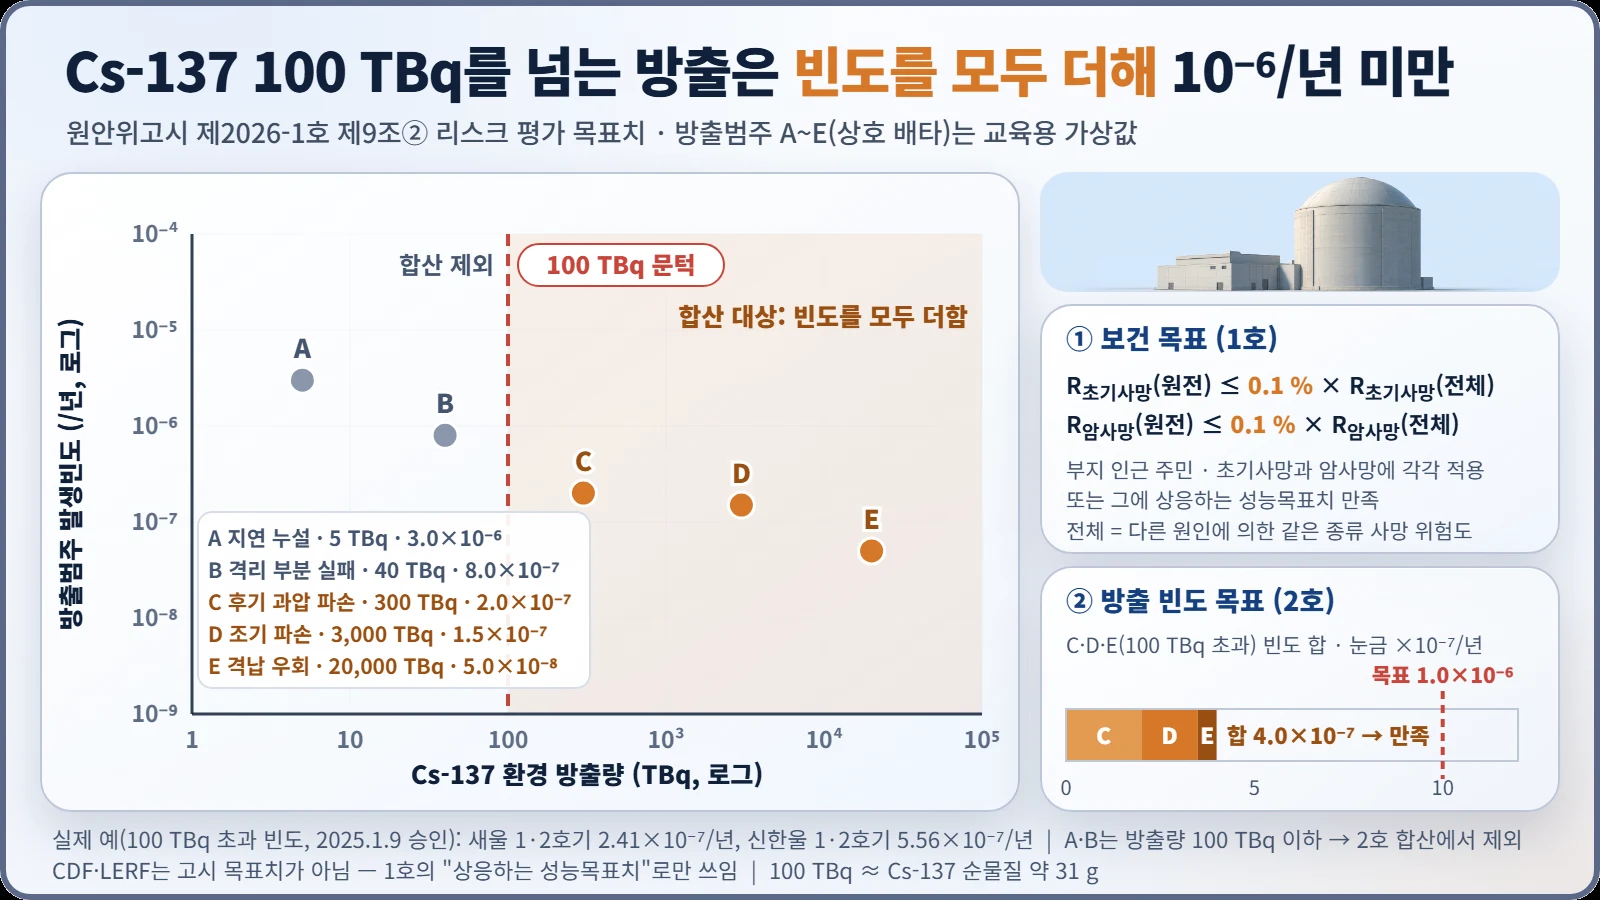 Cs-137 100 TBq를 넘는 방출은 빈도를 모두 더해 10⁻⁶/년 미만
원안위고시 제2026-1호 제9조② 리스크 평가 목표치 · 방출범주 A~E(상호 배타)는 교육용 가상값
방출범주 발생빈도 (/년, 로그)
10⁻⁴
10⁻⁵
10⁻⁶
10⁻⁷
10⁻⁸
10⁻⁹
합산 제외
100 TBq 문턱
합산 대상: 빈도를 모두 더함
A
B
C
D
E
A 지연 누설 · 5 TBq · 3.0×10⁻⁶
B 격리 부분 실패 · 40 TBq · 8.0×10⁻⁷
C 후기 과압 파손 · 300 TBq · 2.0×10⁻⁷
D 조기 파손 · 3,000 TBq · 1.5×10⁻⁷
E 격납 우회 · 20,000 TBq · 5.0×10⁻⁸
1 10 100 10³ 10⁴ 10⁵
Cs-137 환경 방출량 (TBq, 로그)
① 보건 목표 (1호)
R초기사망(원전) ≤ 0.1 % × R초기사망(전체)
R암사망(원전) ≤ 0.1 % × R암사망(전체)
부지 인근 주민 · 초기사망과 암사망에 각각 적용
또는 그에 상응하는 성능목표치 만족
전체 = 다른 원인에 의한 같은 종류 사망 위험도
② 방출 빈도 목표 (2호)
C·D·E(100 TBq 초과) 빈도 합 · 눈금 ×10⁻⁷/년
목표 1.0×10⁻⁶
C D E 합 4.0×10⁻⁷ → 만족
0 5 10
실제 예(100 TBq 초과 빈도, 2025.1.9 승인): 새울 1·2호기 2.41×10⁻⁷/년, 신한울 1·2호기 5.56×10⁻⁷/년 | A·B는 방출량 100 TBq 이하 → 2호 합산에서 제외
CDF·LERF는 고시 목표치가 아님 — 1호의 "상응하는 성능목표치"로만 쓰임 | 100 TBq ≈ Cs-137 순물질 약 31 g